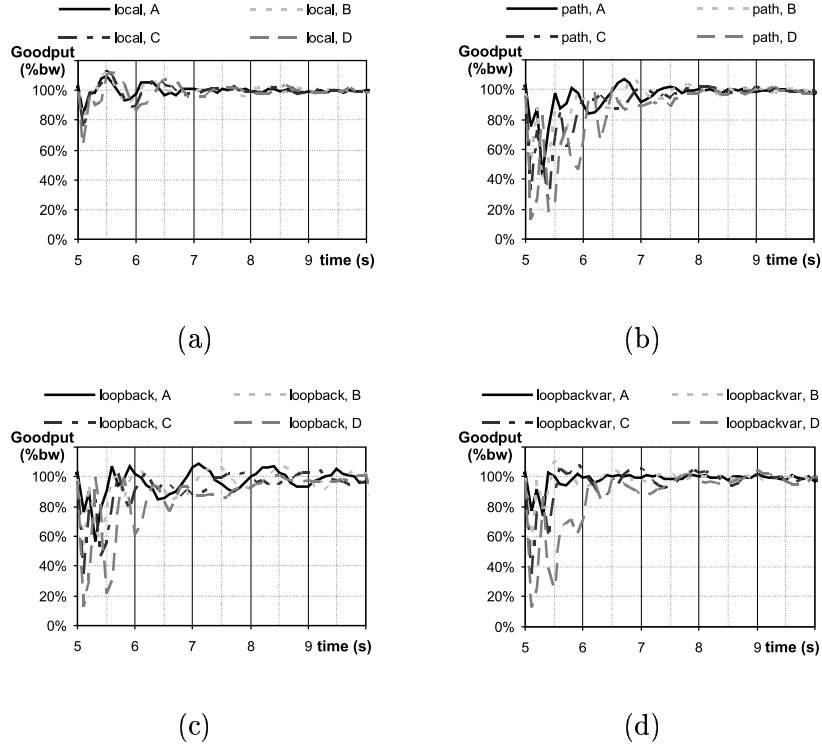 local, A local, B
local, C local, D
Goodput
(%bw)
100%
80%
60%
40%
20%
0%
5 6 7 8 9 time (s)
(a)
path, A path, B
path, C path, D
Goodput
(%bw)
100%
80%
60%
40%
20%
0%
5 6 7 8 9 time (s)
(b)
loopback, A loopback, B
loopback, C loopback, D
Goodput
(%bw)
100%
80%
60%
40%
20%
0%
5 6 7 8 9 time (s)
(c)
loopbackvar, A loopbackvar, B
loopbackvar, C loopbackvar, D
Goodput
(%bw)
100%
80%
60%
40%
20%
0%
5 6 7 8 9 time (s)
(d)